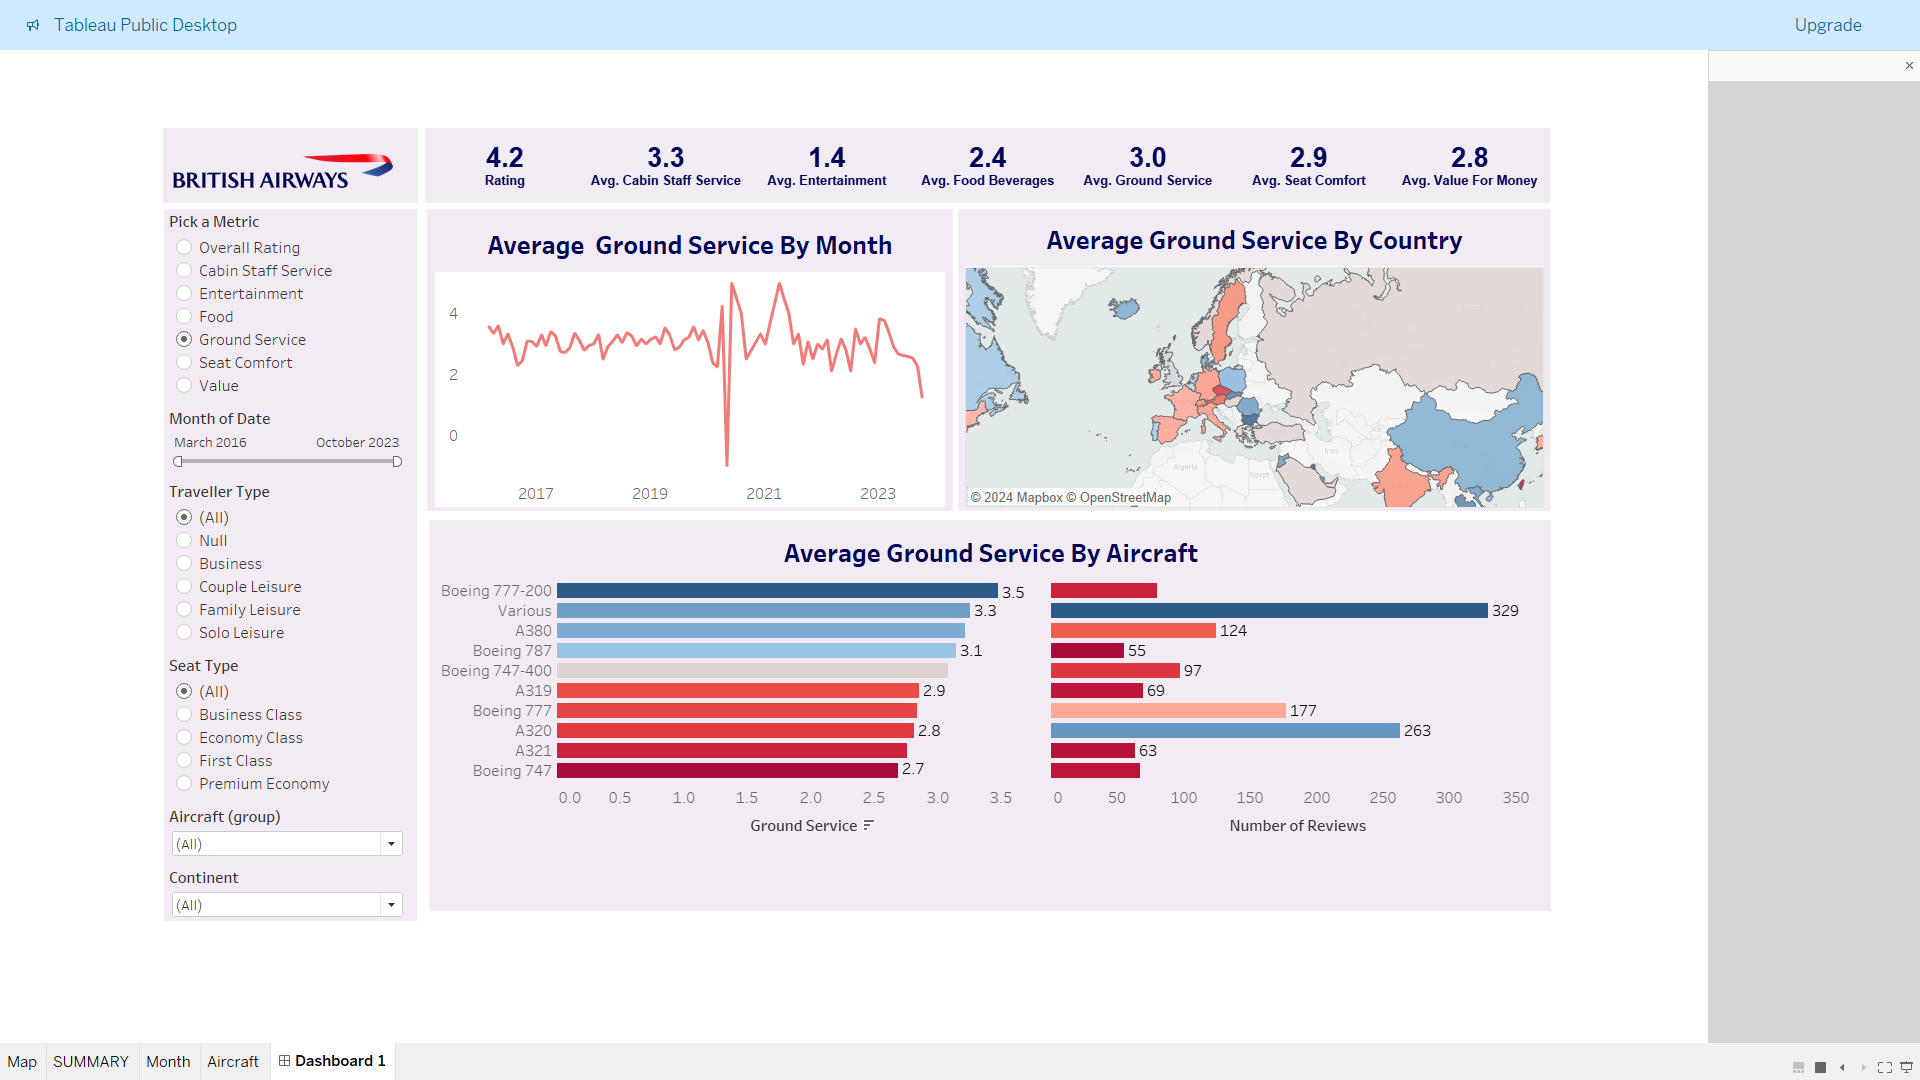 Tableau Public Desktop
Upgrade
BRITISH AIRWAYS
4.2
Rating
3.3
Avg. Cabin Staff Service
1.4
Avg. Entertainment
2.4
Avg. Food Beverages
3.0
Avg. Ground Service
2.9
Avg. Seat Comfort
2.8
Avg. Value For Money
Pick a Metric
Overall Rating
Cabin Staff Service
Entertainment
Food
Ground Service
Seat Comfort
Value
Month of Date
March 2016 October 2023
Traveller Type
(All)
Null
Business
Couple Leisure
Family Leisure
Solo Leisure
Seat Type
(All)
Business Class
Economy Class
First Class
Premium Economy
Aircraft (group)
(All)
Continent
(All)
Average Ground Service By Month
4
2
0
2017 2019 2021 2023
Average Ground Service By Country
Algeria
Egypt
Iran
© 2024 Mapbox © OpenStreetMap
Average Ground Service By Aircraft
Boeing 777-200 3.5
Various 3.3 329
A380 124
Boeing 787 3.1 55
Boeing 747-400 97
A319 2.9 69
Boeing 777 177
A320 2.8 263
A321 63
Boeing 747 2.7
0.0 0.5 1.0 1.5 2.0 2.5 3.0 3.5
0 50 100 150 200 250 300 350
Ground Service
Number of Reviews
Map SUMMARY Month Aircraft Dashboard 1